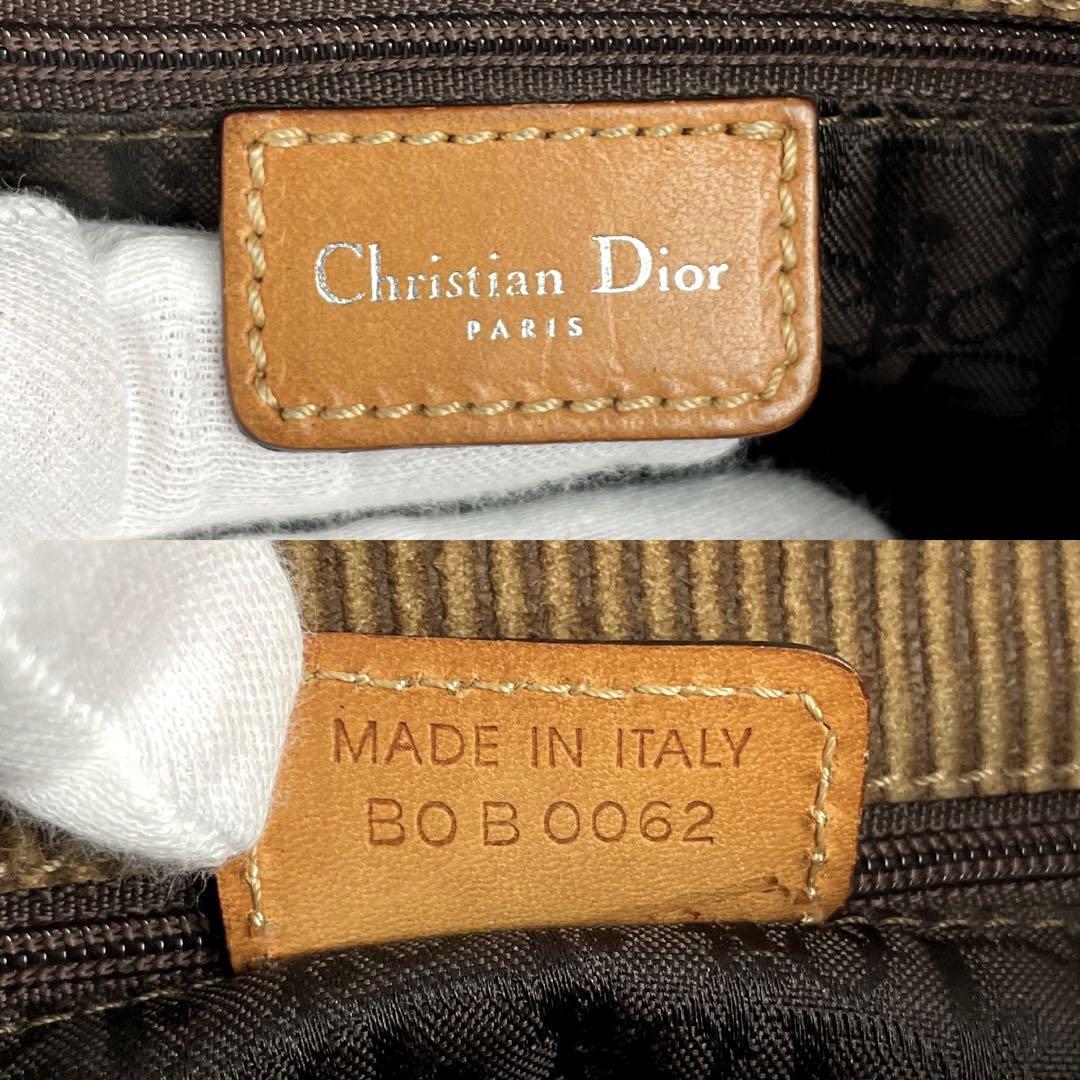 Christian Dior
PARIS
MADE IN ITALY
BO B 0062